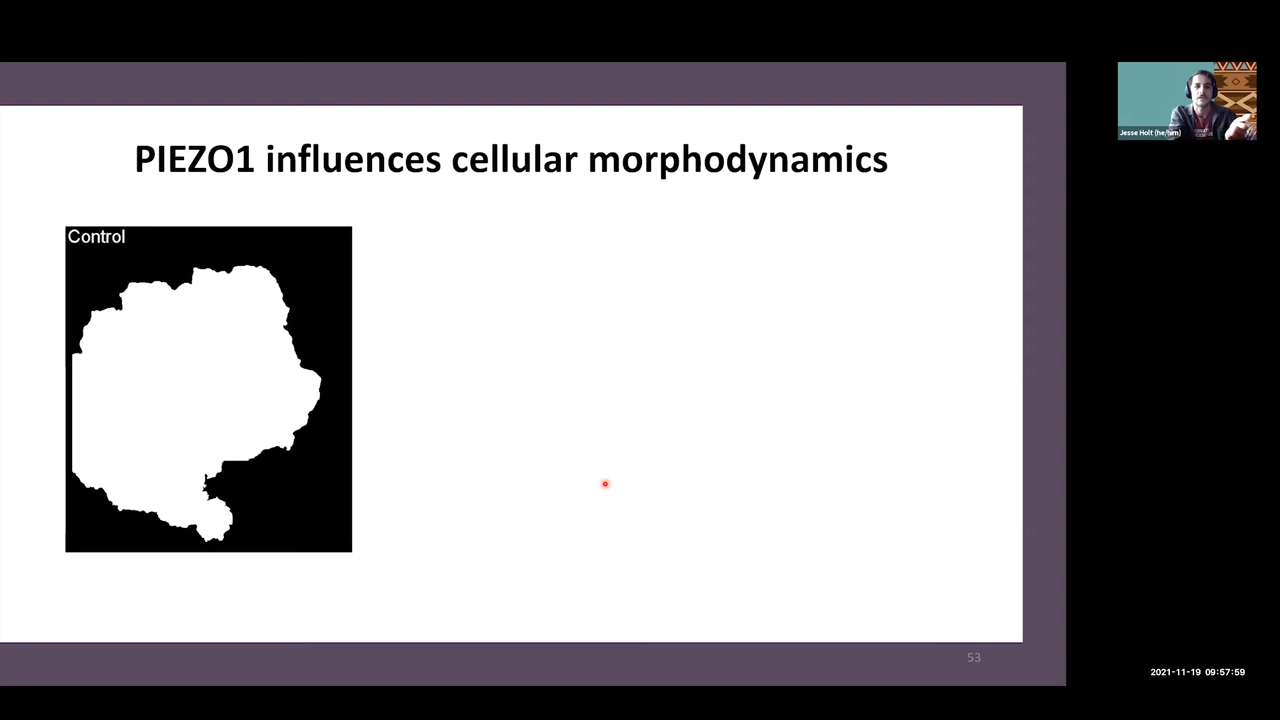 PIEZO1 influences cellular morphodynamics
Control
Jesse Holt (he/him)
53
2021-11-19 09:57:59